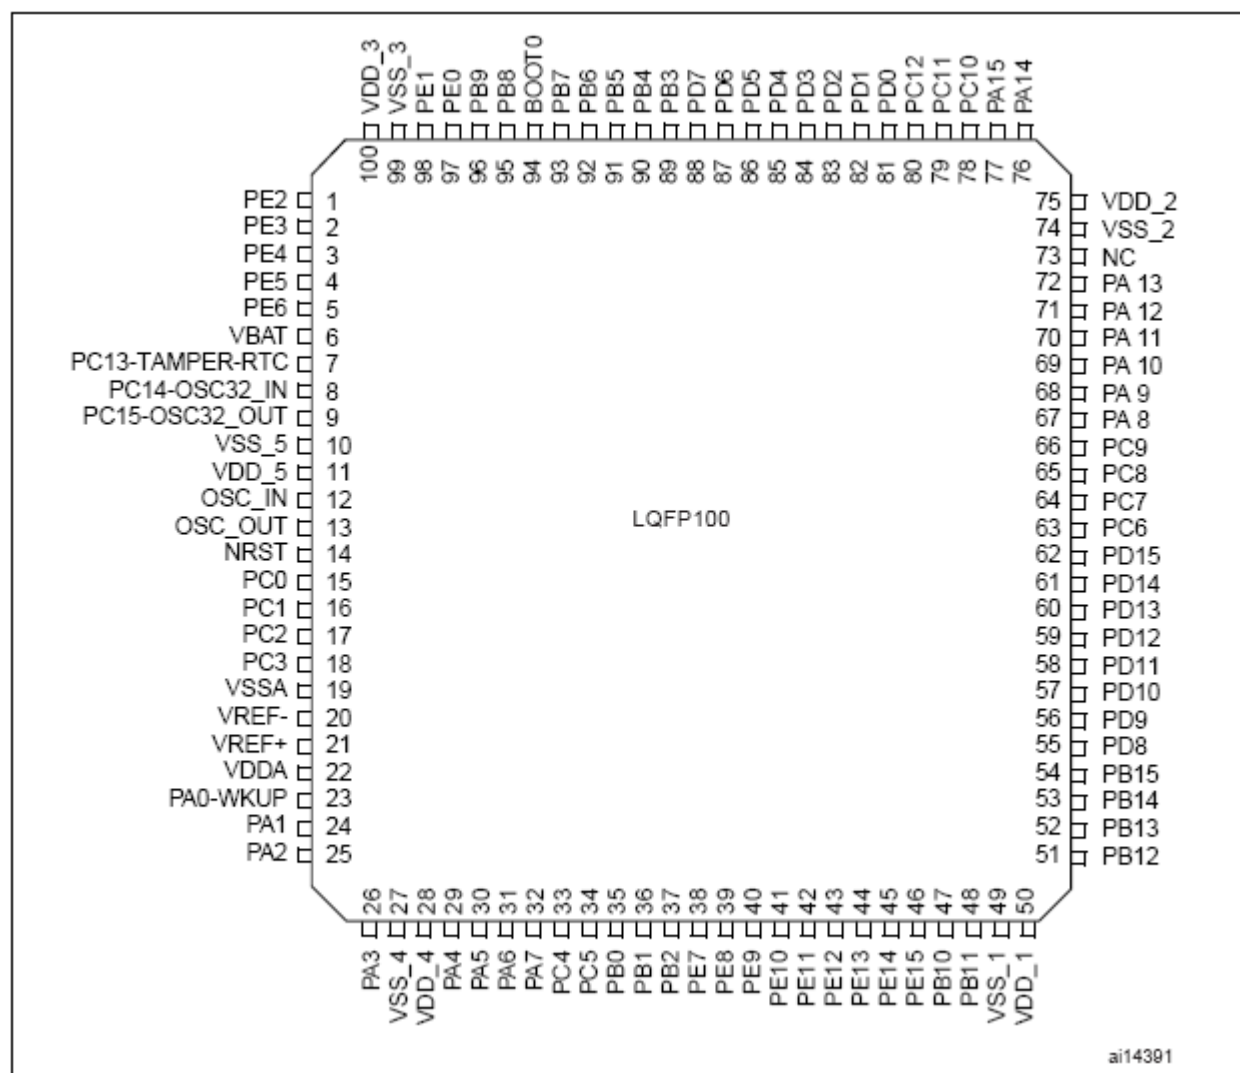 VDD_3
VSS_3
PE1
PE0
PB9
PB8
BOOT0
PB7
PB6
PB5
PB4
PB3
PD7
PD6
PD5
PD4
PD3
PD2
PD1
PD0
PC12
PC11
PC10
PA15
PA14
100
99
98
97
96
95
94
93
92
91
90
89
88
87
86
85
84
83
82
81
80
79
78
77
76
PE2 1 75 VDD_2
PE3 2 74 VSS_2
PE4 3 73 NC
PE5 4 72 PA 13
PE6 5 71 PA 12
VBAT 6 70 PA 11
PC13-TAMPER-RTC 7 69 PA 10
PC14-OSC32_IN 8 68 PA 9
PC15-OSC32_OUT 9 67 PA 8
VSS_5 10 66 PC9
VDD_5 11 65 PC8
OSC_IN 12 64 PC7
OSC_OUT 13 LQFP100 63 PC6
NRST 14 62 PD15
PC0 15 61 PD14
PC1 16 60 PD13
PC2 17 59 PD12
PC3 18 58 PD11
VSSA 19 57 PD10
VREF- 20 56 PD9
VREF+ 21 55 PD8
VDDA 22 54 PB15
PA0-WKUP 23 53 PB14
PA1 24 52 PB13
PA2 25 51 PB12
26
27
28
29
30
31
32
33
34
35
36
37
38
39
40
41
42
43
44
45
46
47
48
49
50
PA3
VSS_4
VDD_4
PA4
PA5
PA6
PA7
PC4
PC5
PB0
PB1
PB2
PE7
PE8
PE9
PE10
PE11
PE12
PE13
PE14
PE15
PB10
PB11
VSS_1
VDD_1
ai14391